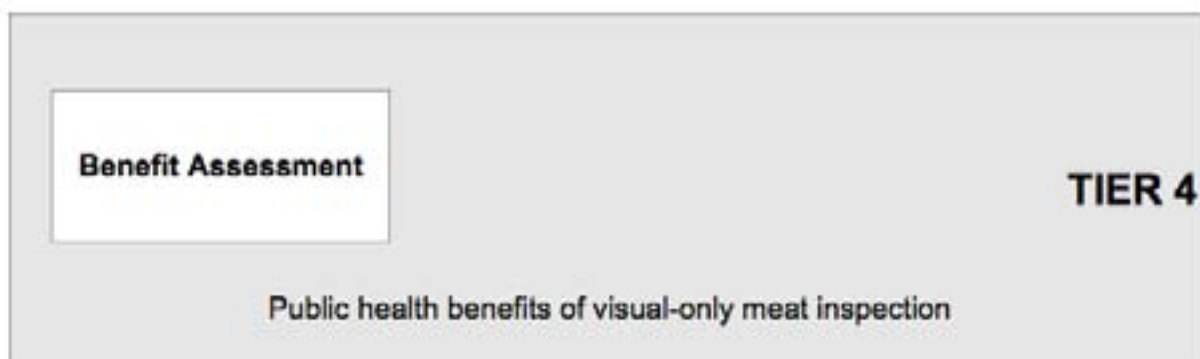 Benefit Assessment
TIER 4
Public health benefits of visual-only meat inspection